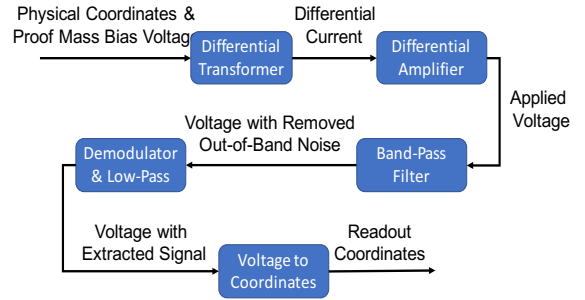 Physical Coordinates &
Proof Mass Bias Voltag
Differential
Transformer
Differential
Current
Differential
Amplifier
Applied
Voltage
Band-Pass
Filter
Voltage with Removed
Out-of-Band Noise
Demodulator
& Low-Pass
Voltage with
Extracted Signal
Voltage to
Coordinates
Readout
Coordinates